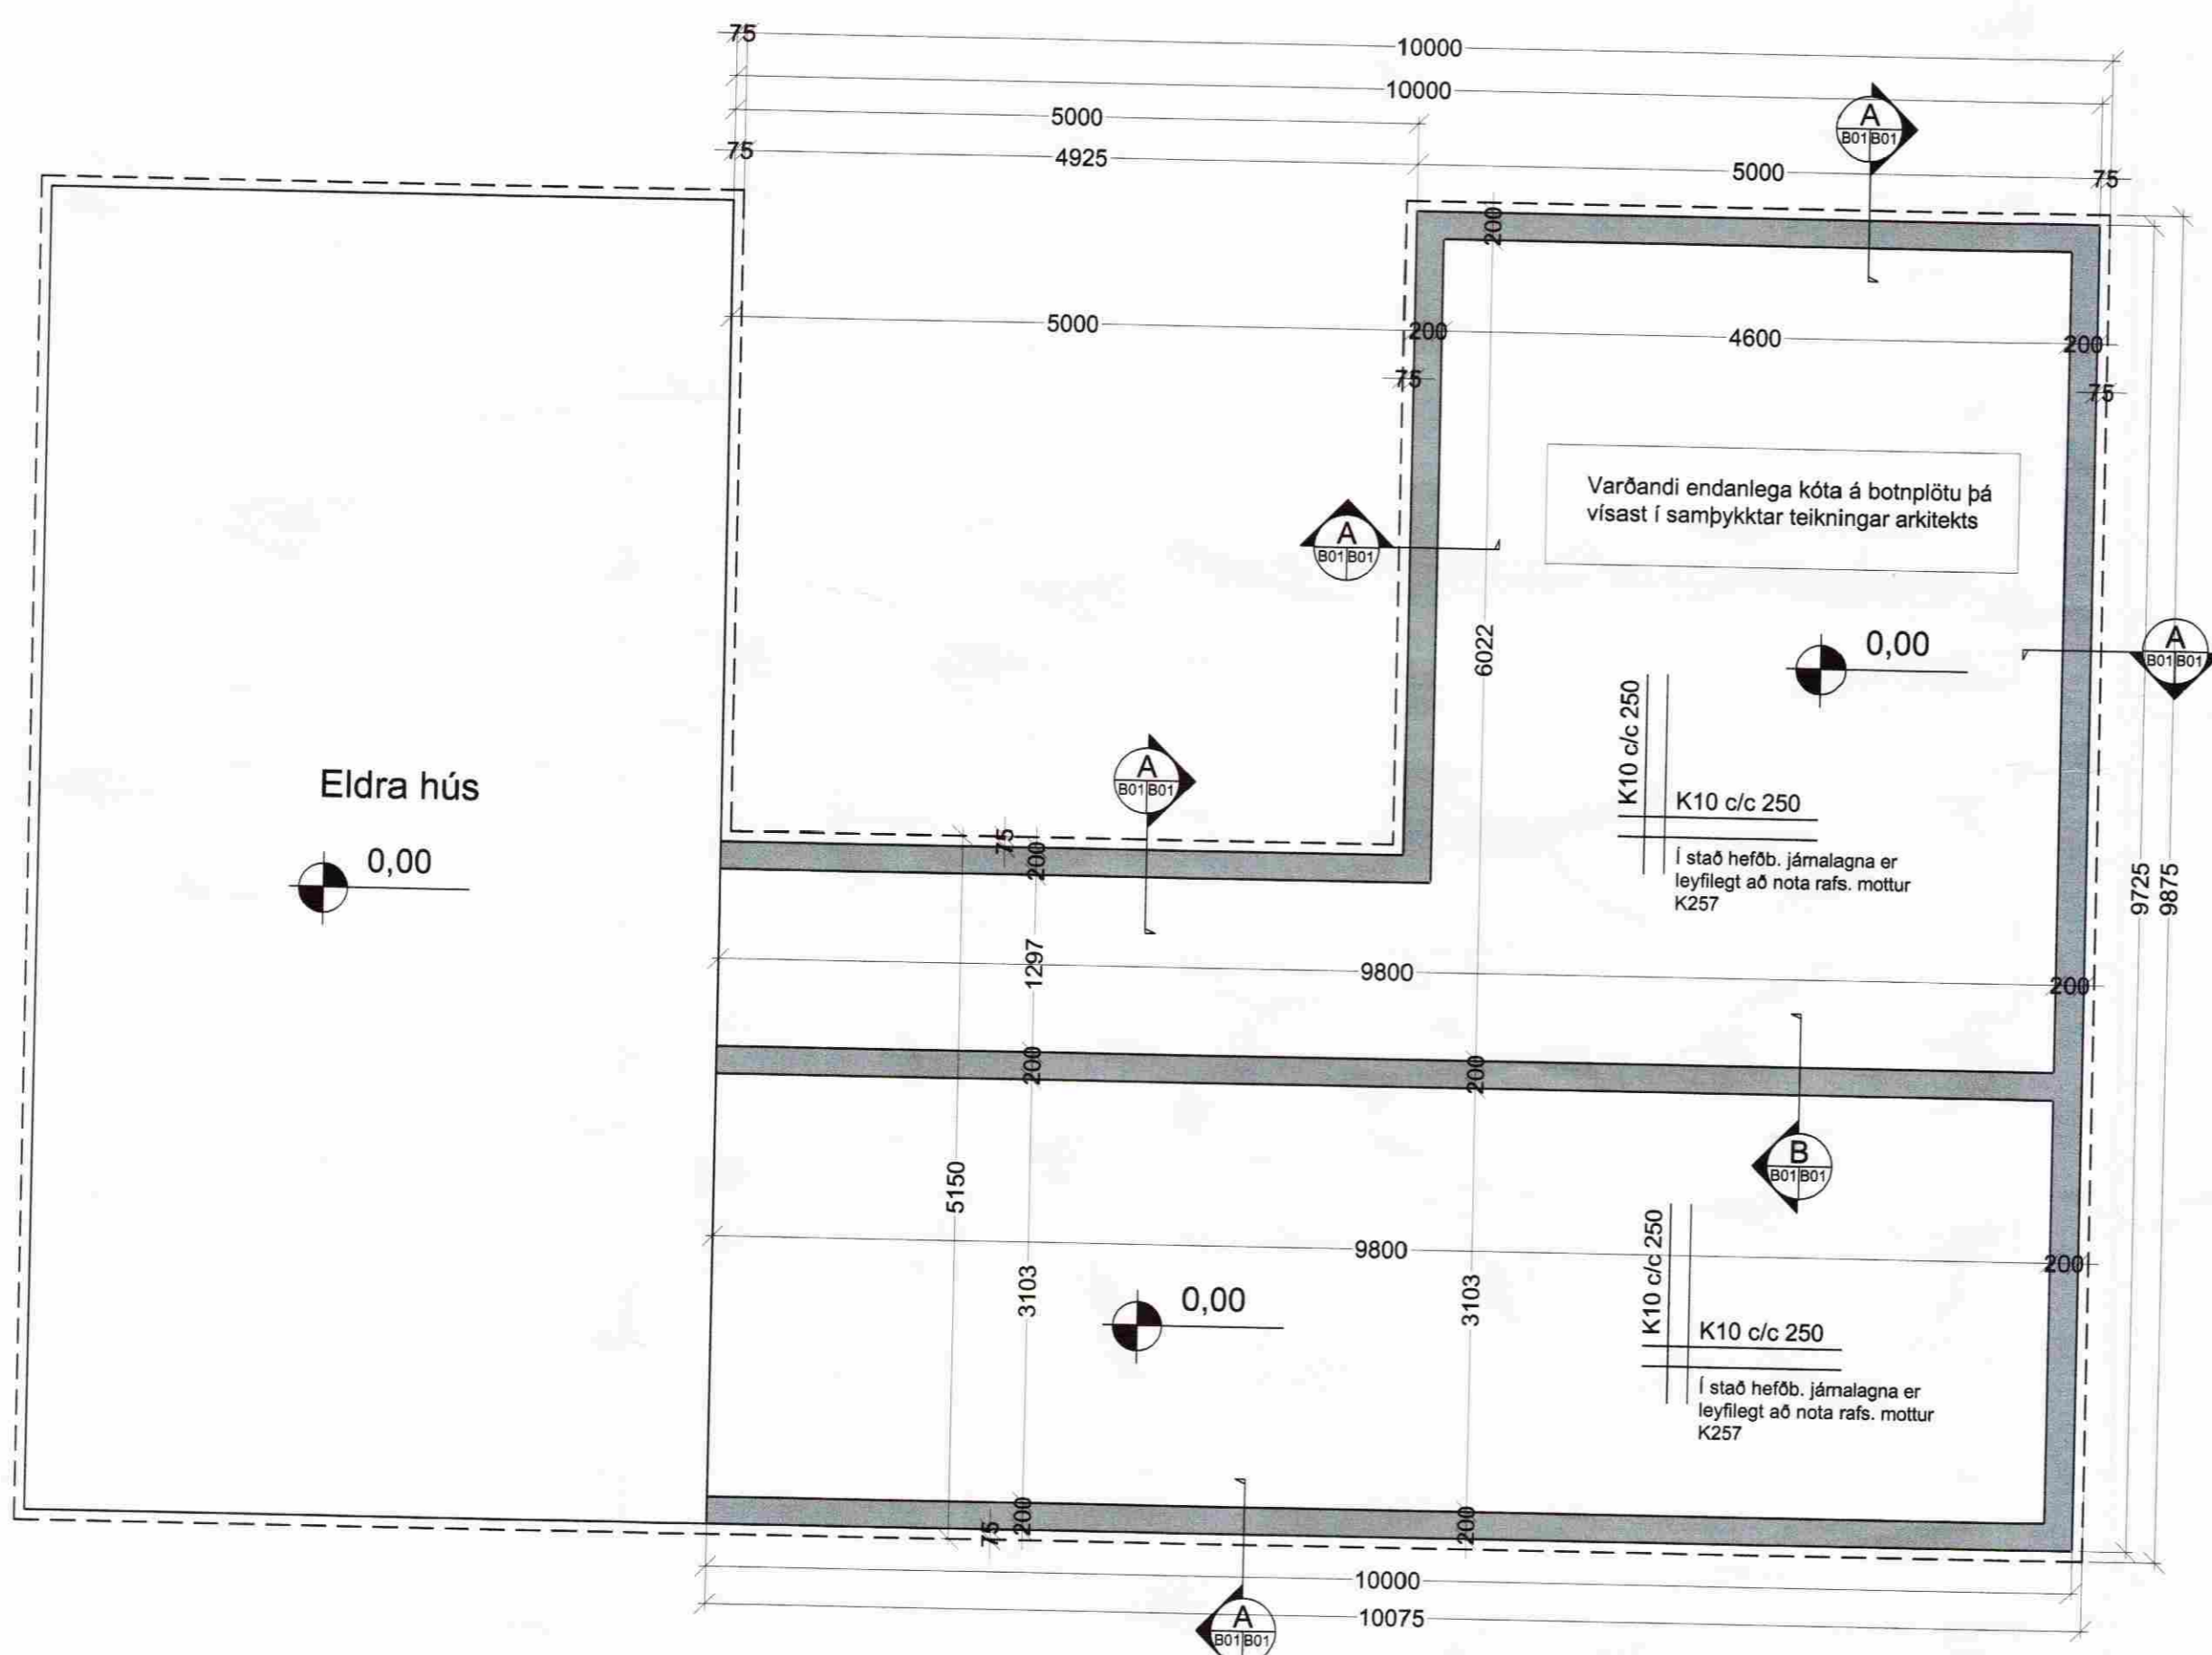 75
10000
10000
5000
75
4925
5000
75
A
B01 B01
200
5000
200
4600
200
75
75
Varðandi endanlega kóta á botnplötu þá
vísast í samþykktar teikningar arkitekts
A
B01 B01
6022
0,00
A
B01 B01
K10 c/c 250
K10 c/c 250
Í stað hefðb. járnalagna er
leyfilegt að nota rafs. mottur
K257
A
B01 B01
Eldra hús
0,00
75
200
9725
9875
1297
9800
200
200
200
B
B01 B01
5150
9800
200
3103
3103
0,00
K10 c/c 250
K10 c/c 250
Í stað hefðb. járnalagna er
leyfilegt að nota rafs. mottur
K257
75
200
200
10000
10075
A
B01 B01